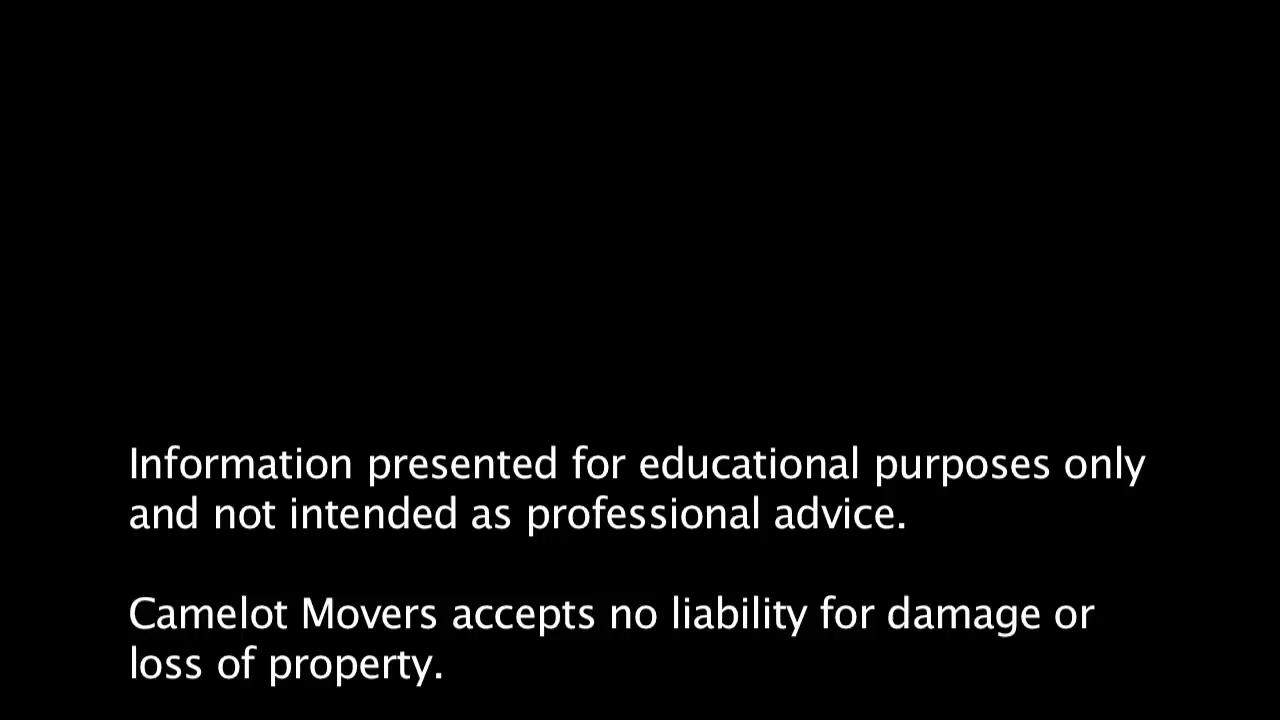 Information presented for educational purposes only
and not intended as professional advice.
Camelot Movers accepts no liability for damage or
loss of property.